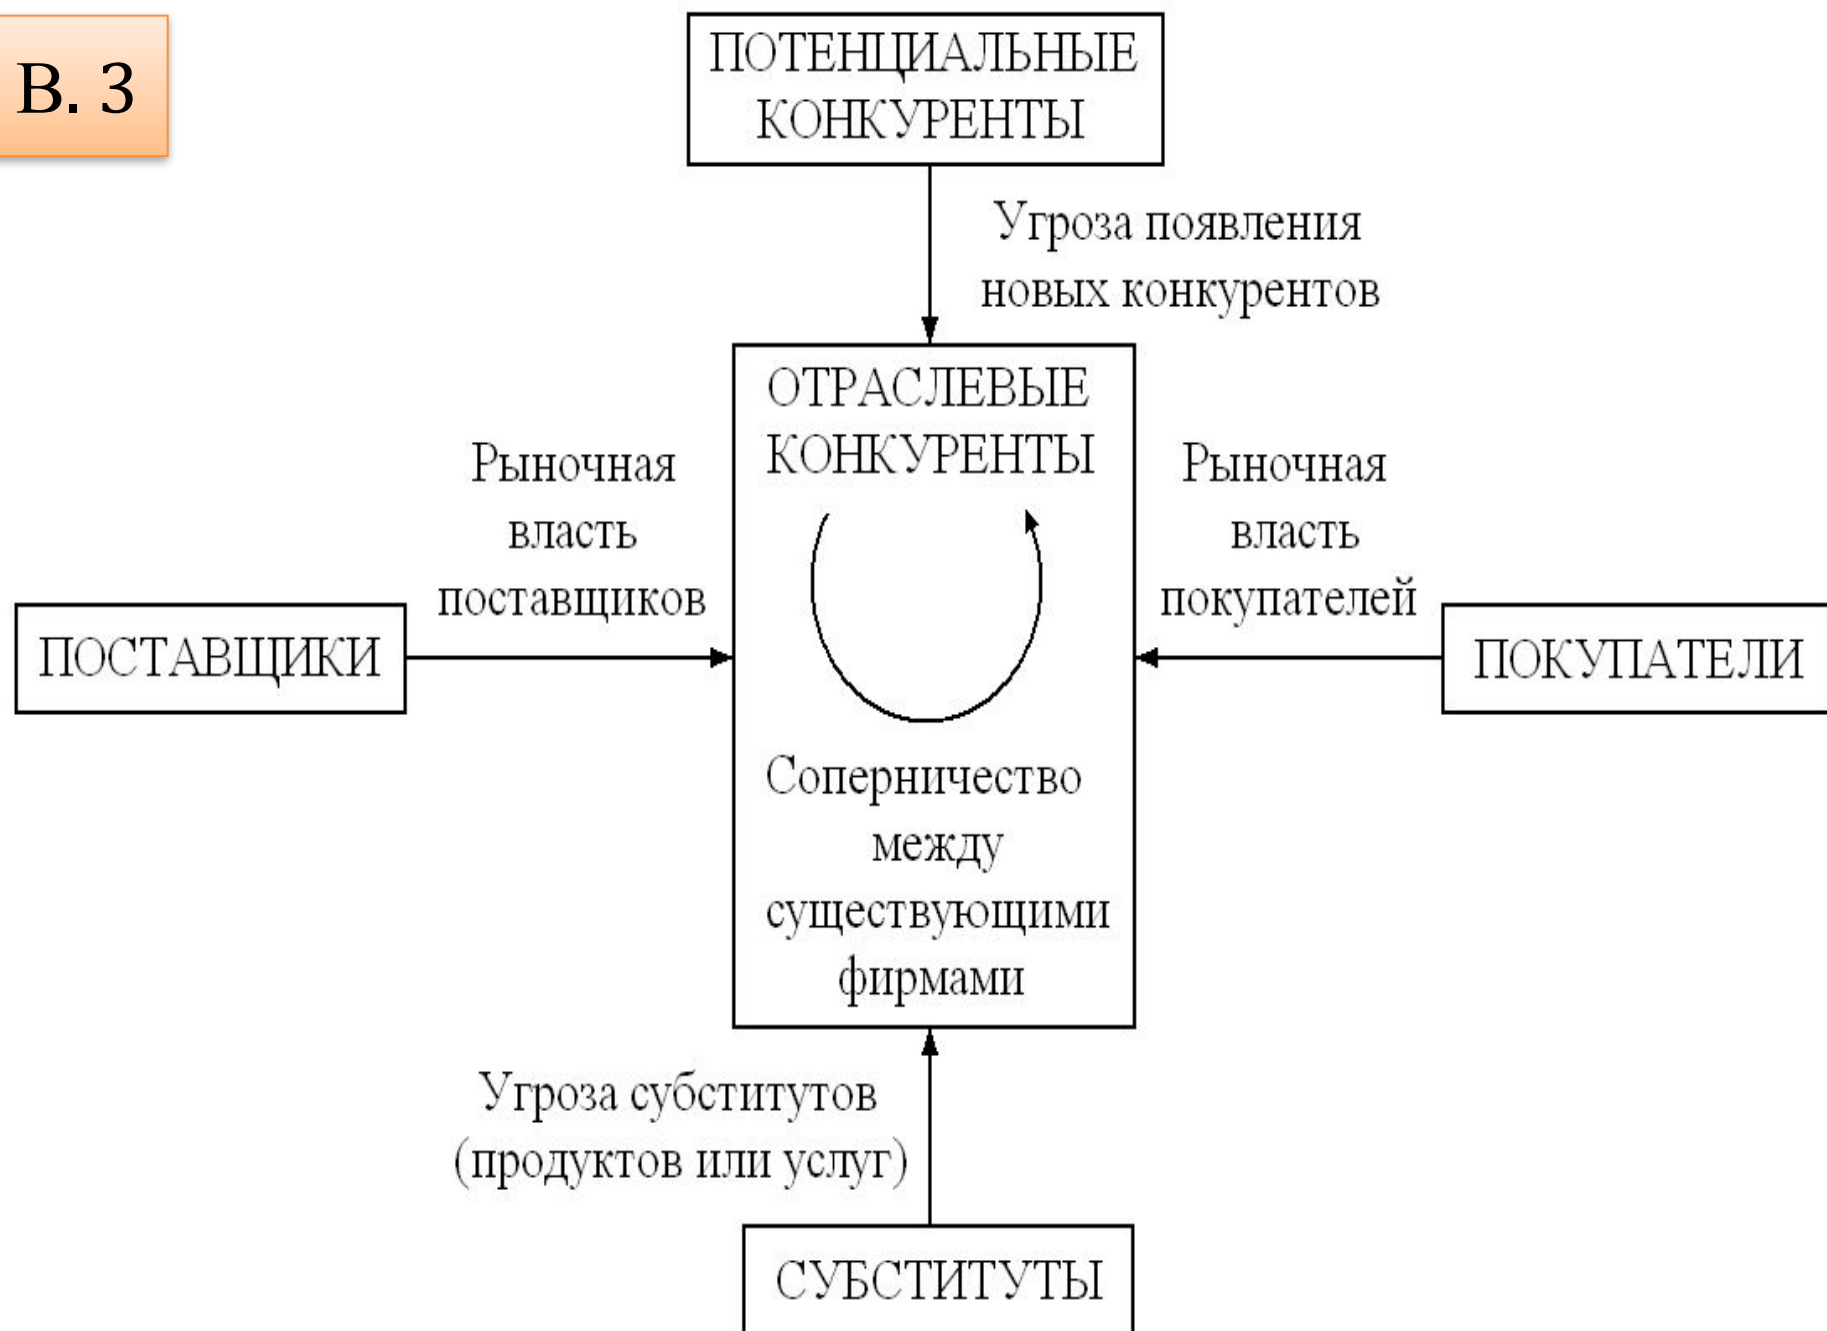 В. 3
ПОТЕНЦИАЛЬНЫЕ
КОНКУРЕНТЫ
Угроза появления
новых конкурентов
ОТРАСЛЕВЫЕ
КОНКУРЕНТЫ
Рыночная
власть
поставщиков
Рыночная
власть
покупателей
ПОСТАВЩИКИ
ПОКУПАТЕЛИ
Соперничество
между
существующими
фирмами
Угроза субститутов
(продуктов или услуг)
СУБСТИТУТЫ